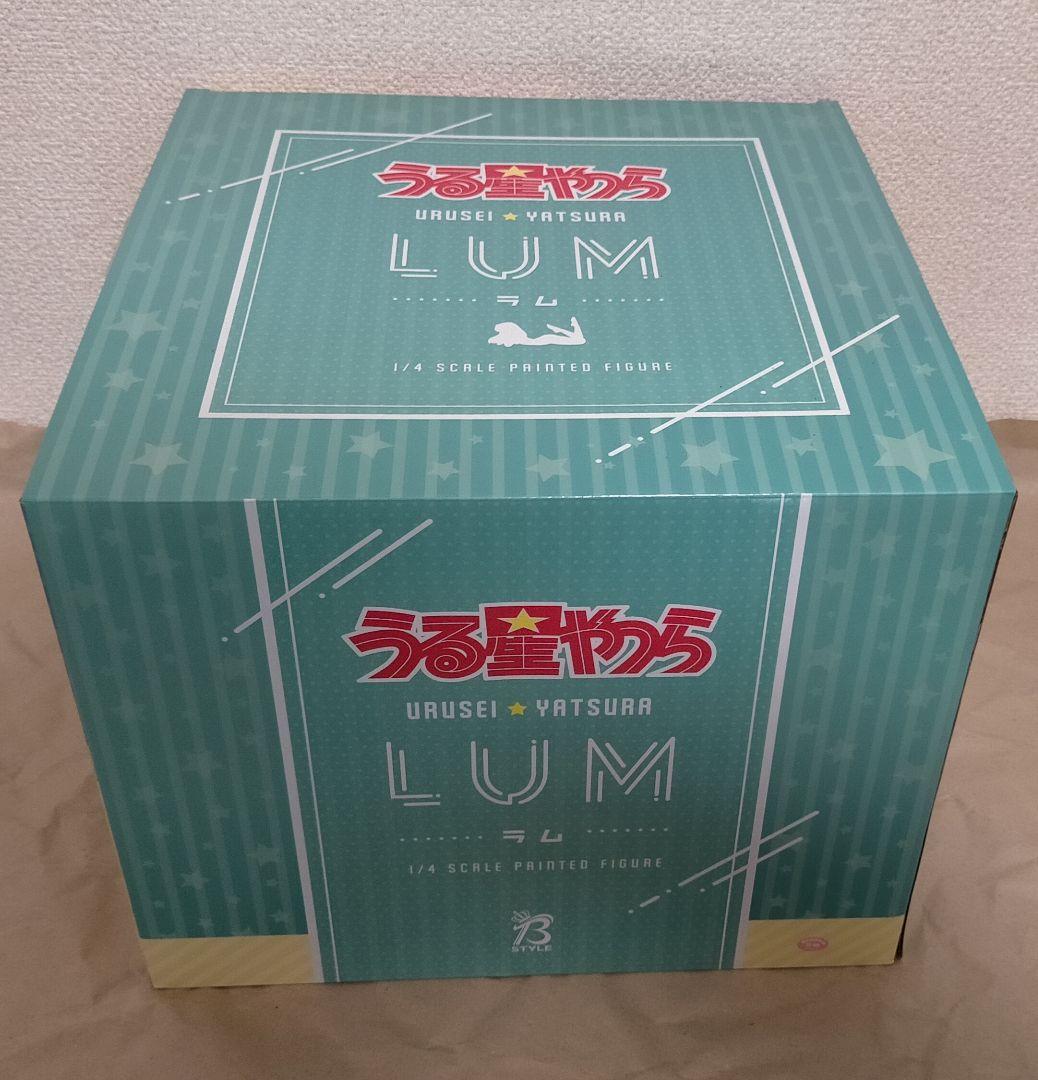 うる星やつら
URUSEI★YATSURA
LUM
ラム
1/4 SCALE PAINTED FIGURE
うる星やつら
URUSEI★YATSURA
LUM
ラム
1/4 SCALE PAINTED FIGURE
B
STYLE